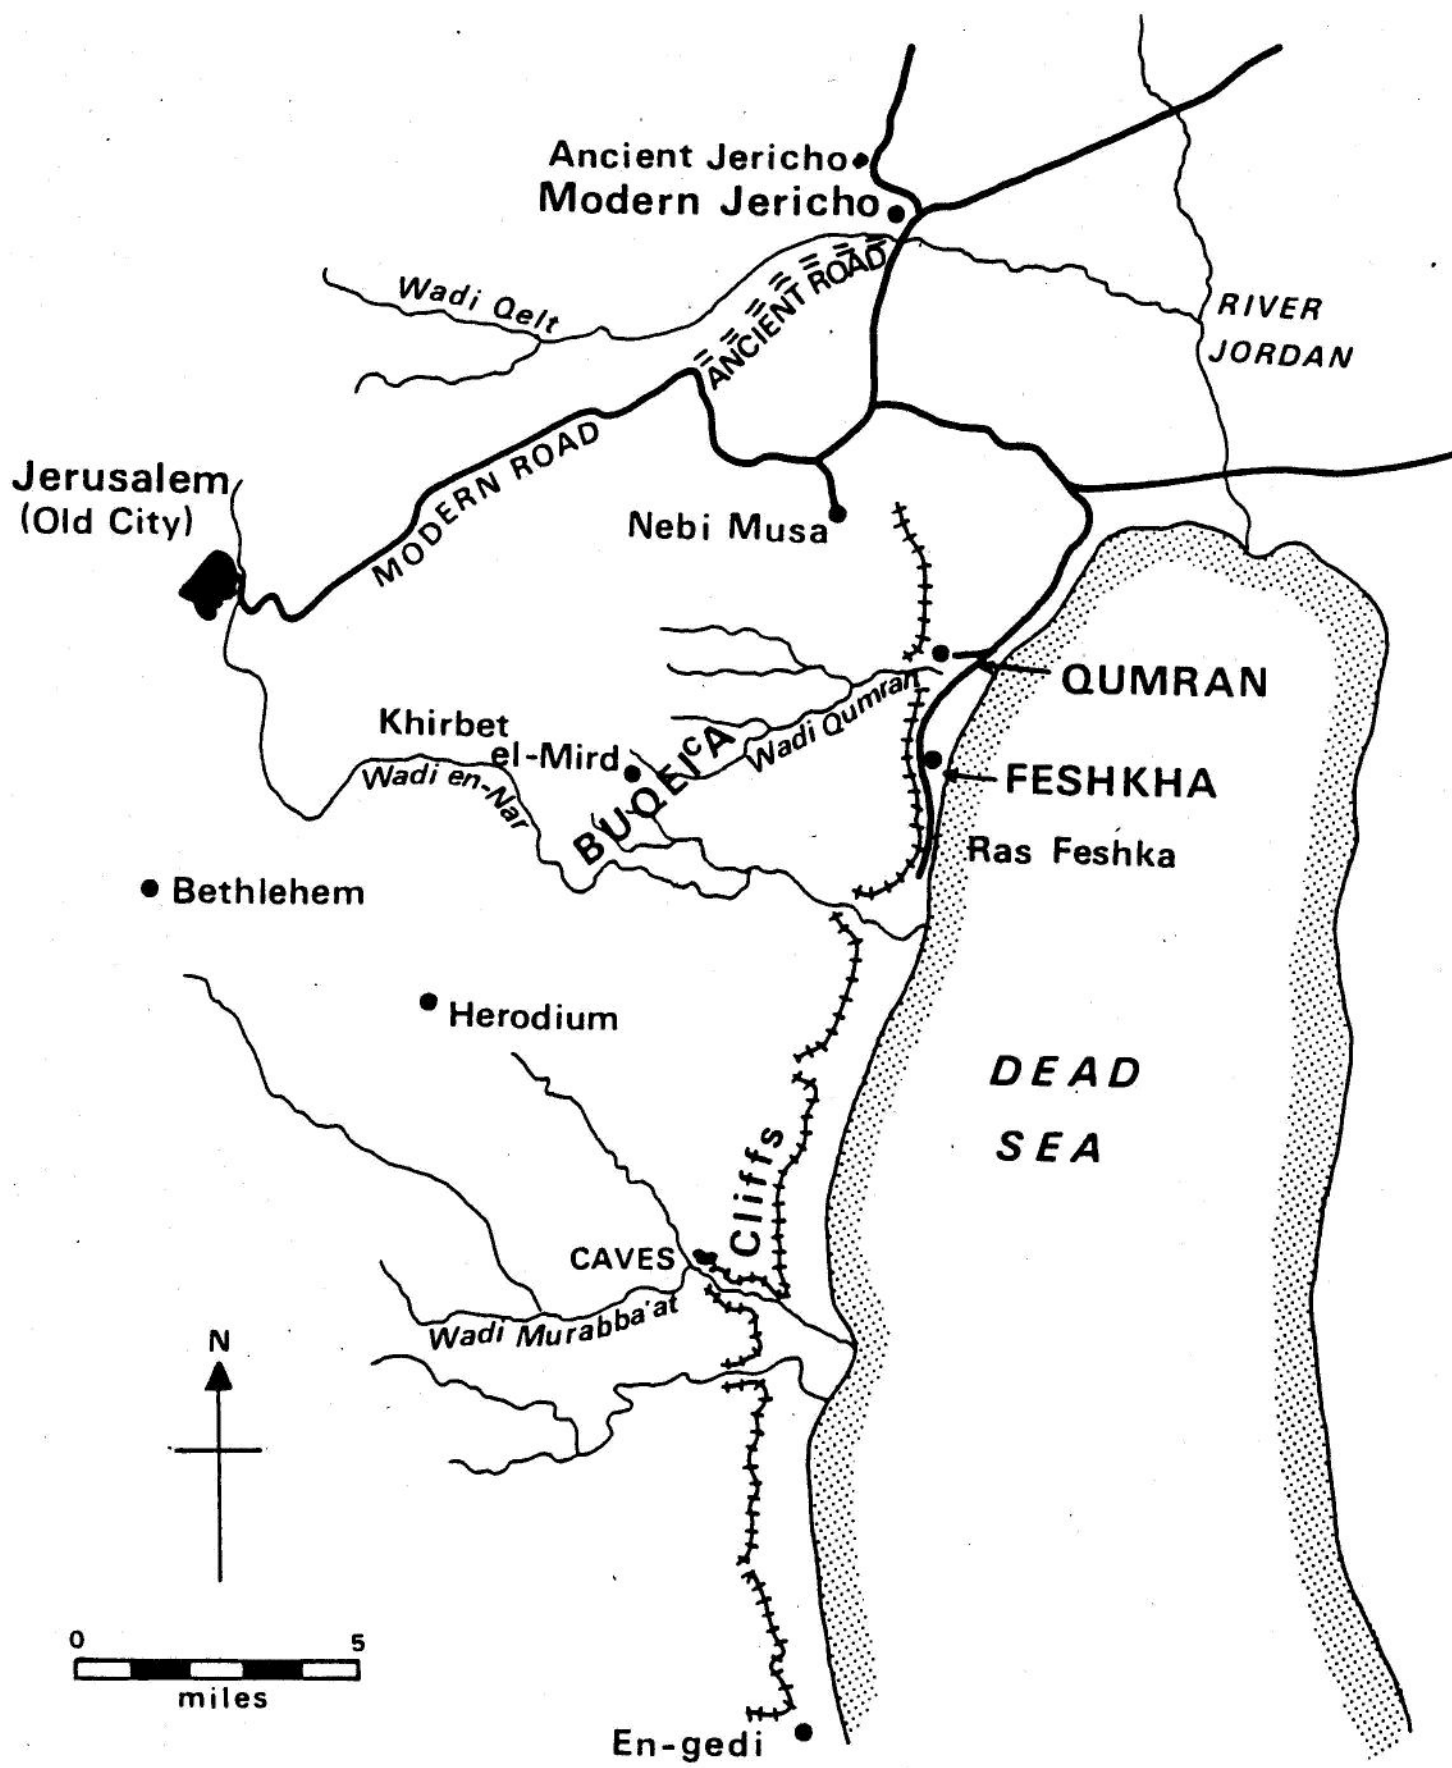 Ancient Jericho
Modern Jericho
ANCIENT ROAD
Wadi Qelt
RIVER
JORDAN
MODERN ROAD
Jerusalem
(Old City)
Nebi Musa
QUMRAN
Wadi Qumran
Khirbet
el-Mird
BUQEIᶜA
Wadi en-Nar
FESHKHA
Ras Feshka
Bethlehem
Herodium
DEAD
SEA
Cliffs
CAVES
Wadi Murabba'at
N
0 5
miles
En-gedi